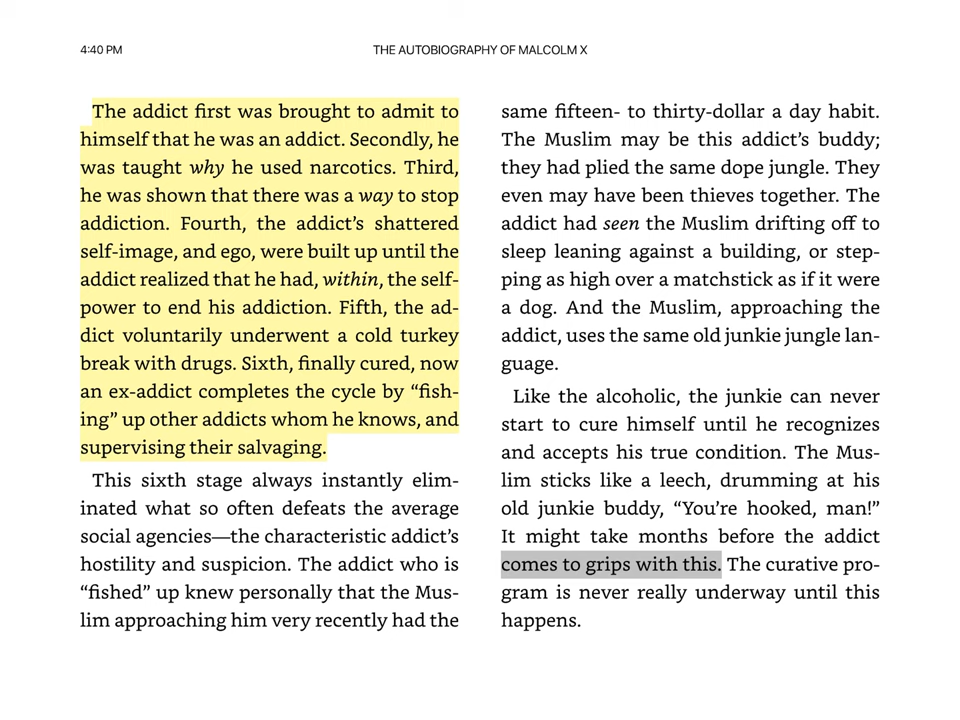 4:40 PM
THE AUTOBIOGRAPHY OF MALCOLM X
The addict first was brought to admit to
himself that he was an addict. Secondly, he
was taught why he used narcotics. Third,
he was shown that there was a way to stop
addiction. Fourth, the addict’s shattered
self-image, and ego, were built up until the
addict realized that he had, within, the self-
power to end his addiction. Fifth, the ad-
dict voluntarily underwent a cold turkey
break with drugs. Sixth, finally cured, now
an ex-addict completes the cycle by “fish-
ing” up other addicts whom he knows, and
supervising their salvaging.
This sixth stage always instantly elim-
inated what so often defeats the average
social agencies—the characteristic addict’s
hostility and suspicion. The addict who is
“fished” up knew personally that the Mus-
lim approaching him very recently had the
same fifteen- to thirty-dollar a day habit.
The Muslim may be this addict’s buddy;
they had plied the same dope jungle. They
even may have been thieves together. The
addict had seen the Muslim drifting off to
sleep leaning against a building, or step-
ping as high over a matchstick as if it were
a dog. And the Muslim, approaching the
addict, uses the same old junkie jungle lan-
guage.
Like the alcoholic, the junkie can never
start to cure himself until he recognizes
and accepts his true condition. The Mus-
lim sticks like a leech, drumming at his
old junkie buddy, “You’re hooked, man!”
It might take months before the addict
comes to grips with this. The curative pro-
gram is never really underway until this
happens.